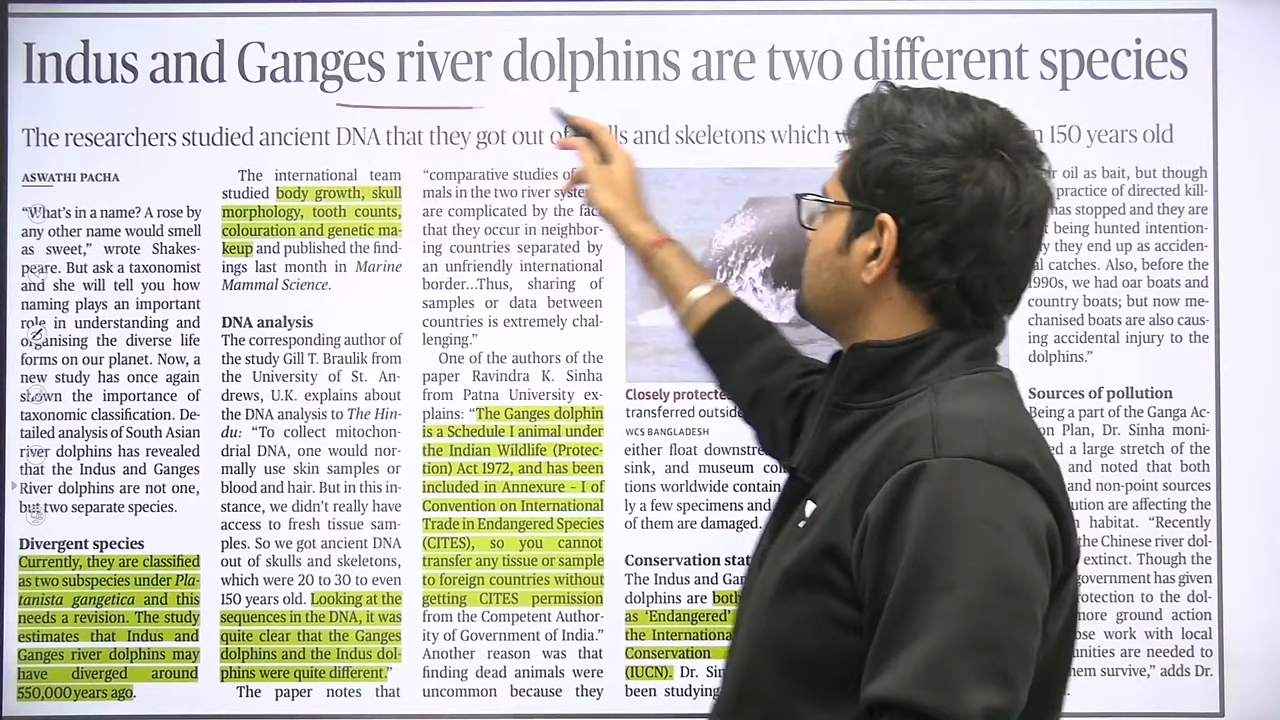 Indus and Ganges river dolphins are two different species
The researchers studied ancient DNA that they got out of and skeletons which 150 years old
ASWATHI PACHA
“What’s in a name? A rose by
any other name would smell
as sweet,” wrote Shakes-
peare. But ask a taxonomist
and she will tell you how
naming plays an important
role in understanding and
organising the diverse life
forms on our planet. Now, a
new study has once again
shown the importance of
taxonomic classification. De-
tailed analysis of South Asian
river dolphins has revealed
that the Indus and Ganges
River dolphins are not one,
but two separate species.
Divergent species
Currently, they are classified
as two subspecies under Pla-
tanista gangetica and this
needs a revision. The study
estimates that Indus and
Ganges river dolphins may
have diverged around
550,000 years ago.
The international team
studied body growth, skull
morphology, tooth counts,
colouration and genetic ma-
keup and published the find-
ings last month in Marine
Mammal Science.
DNA analysis
The corresponding author of
the study Gill T. Braulik from
the University of St. An-
drews, U.K. explains about
the DNA analysis to The Hin-
du: “To collect mitochon-
drial DNA, one would nor-
mally use skin samples or
blood and hair. But in this in-
stance, we didn’t really have
access to fresh tissue sam-
ples. So we got ancient DNA
out of skulls and skeletons,
which were 20 to 30 to even
150 years old. Looking at the
sequences in the DNA, it was
quite clear that the Ganges
dolphins and the Indus dol-
phins were quite different.”
The paper notes that
“comparative studies of
mals in the two river
are complicated by the fact
that they occur in neighbor-
ing countries separated by
an unfriendly international
border...Thus, sharing of
samples or data between
countries is extremely chal-
lenging.”
One of the authors of the
paper Ravindra K. Sinha
from Patna University ex-
plains: “The Ganges dolphin
is a Schedule I animal under
the Indian Wildlife (Protec-
tion) Act 1972, and has been
included in Annexure - I of
Convention on International
Trade in Endangered Species
(CITES), so you cannot
transfer any tissue or sample
to foreign countries without
getting CITES permission
from the Competent Author-
ity of Government of India.”
Another reason was that
finding dead animals were
uncommon because they
Closely
transferred outside
WCS BANGLADESH
either float
sink, and museum
tions worldwide contain
ly a few specimens and
of them are damaged.
Conservation
The Indus and
dolphins are both
as ‘Endangered’
the
Conservation
(IUCN). Dr.
been studying
oil as bait, but though
practice of directed kill-
has stopped and they are
being hunted intention-
they end up as acciden-
catches. Also, before the
1990s, we had oar boats and
country boats; but now me-
chanised boats are also caus-
ing accidental injury to the
dolphins.”
Sources of pollution
Being a part of the Ganga Ac-
Plan, Dr. Sinha moni-
a large stretch of the
and noted that both
and non-point sources
are affecting the
habitat. “Recently
the Chinese river dol-
extinct. Though the
government has given
to the dol-
more ground action
work with local
are needed to
survive,” adds Dr.